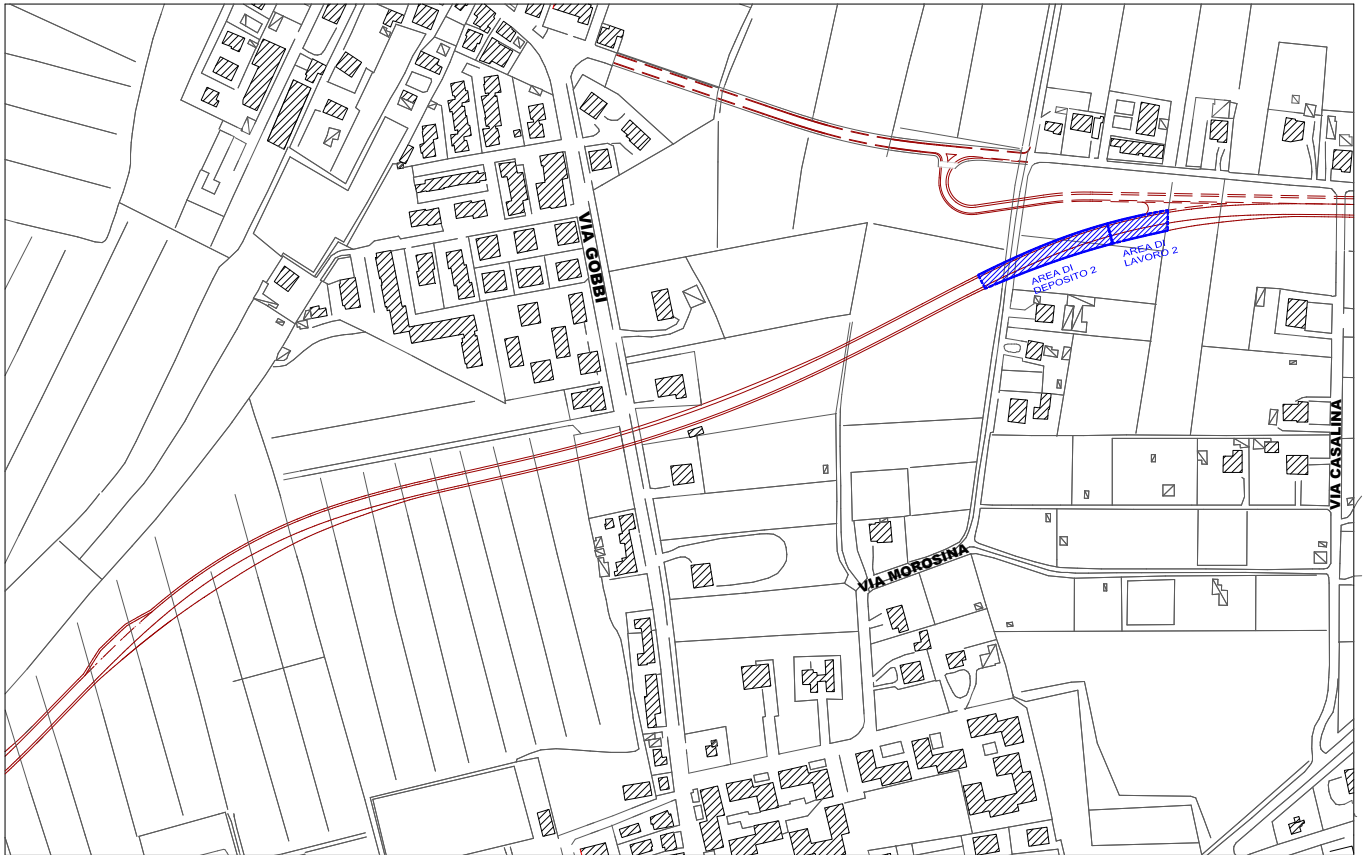 VIA GOBBI
AREA DI
LAVORO 2
AREA DI
DEPOSITO 2
VIA CASALINA
VIA MOROSINA